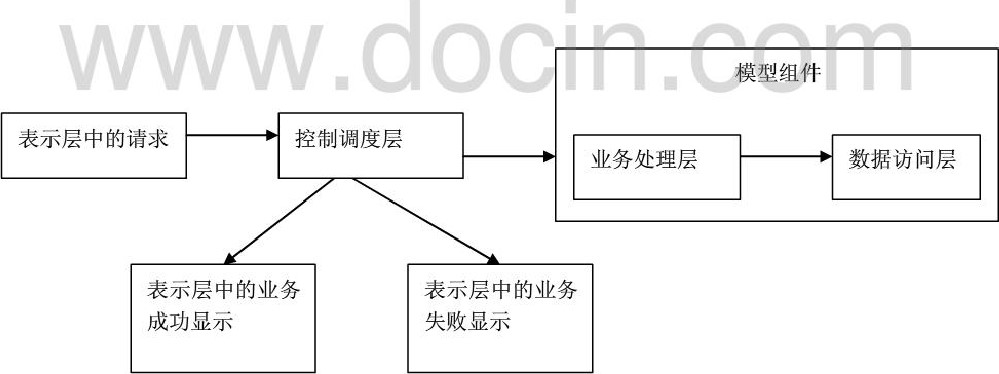 www.docin.com
模型组件
表示层中的请求
控制调度层
业务处理层
数据访问层
表示层中的业务
成功显示
表示层中的业务
失败显示